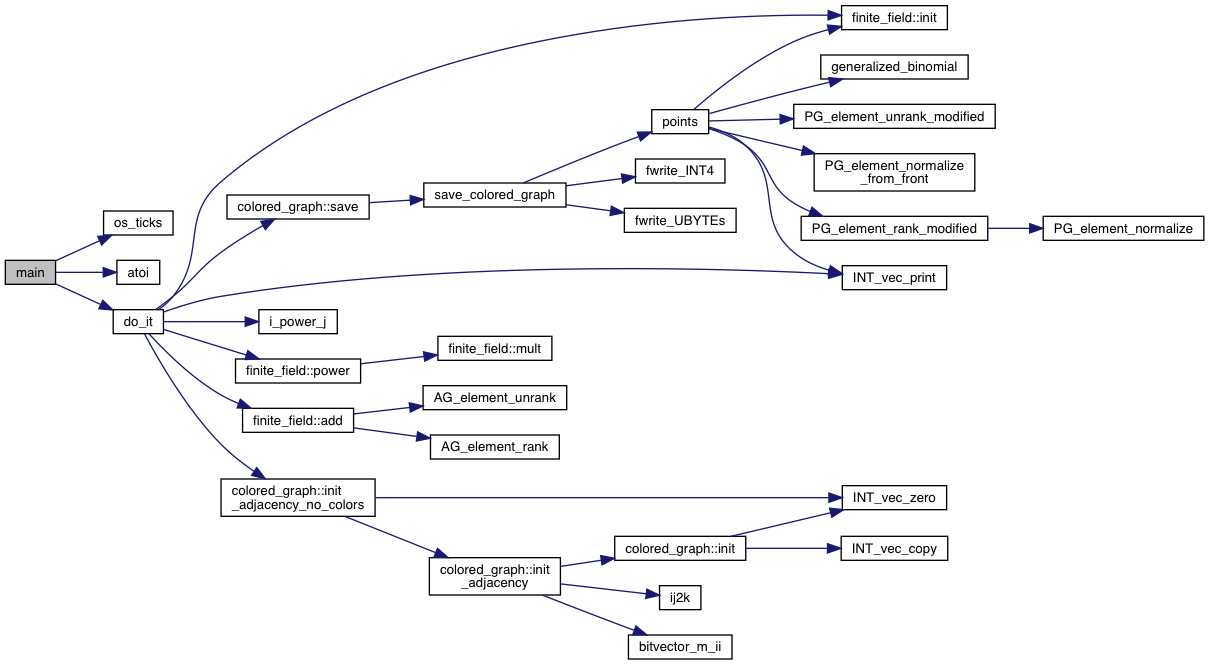 main
os_ticks
atoi
do_it
colored_graph::save
i_power_j
finite_field::power
finite_field::add
colored_graph::init
_adjacency_no_colors
save_colored_graph
finite_field::mult
AG_element_unrank
AG_element_rank
colored_graph::init
_adjacency
points
fwrite_INT4
fwrite_UBYTEs
colored_graph::init
ij2k
bitvector_m_ii
finite_field::init
generalized_binomial
PG_element_unrank_modified
PG_element_normalize
_from_front
PG_element_rank_modified
INT_vec_print
INT_vec_zero
INT_vec_copy
PG_element_normalize